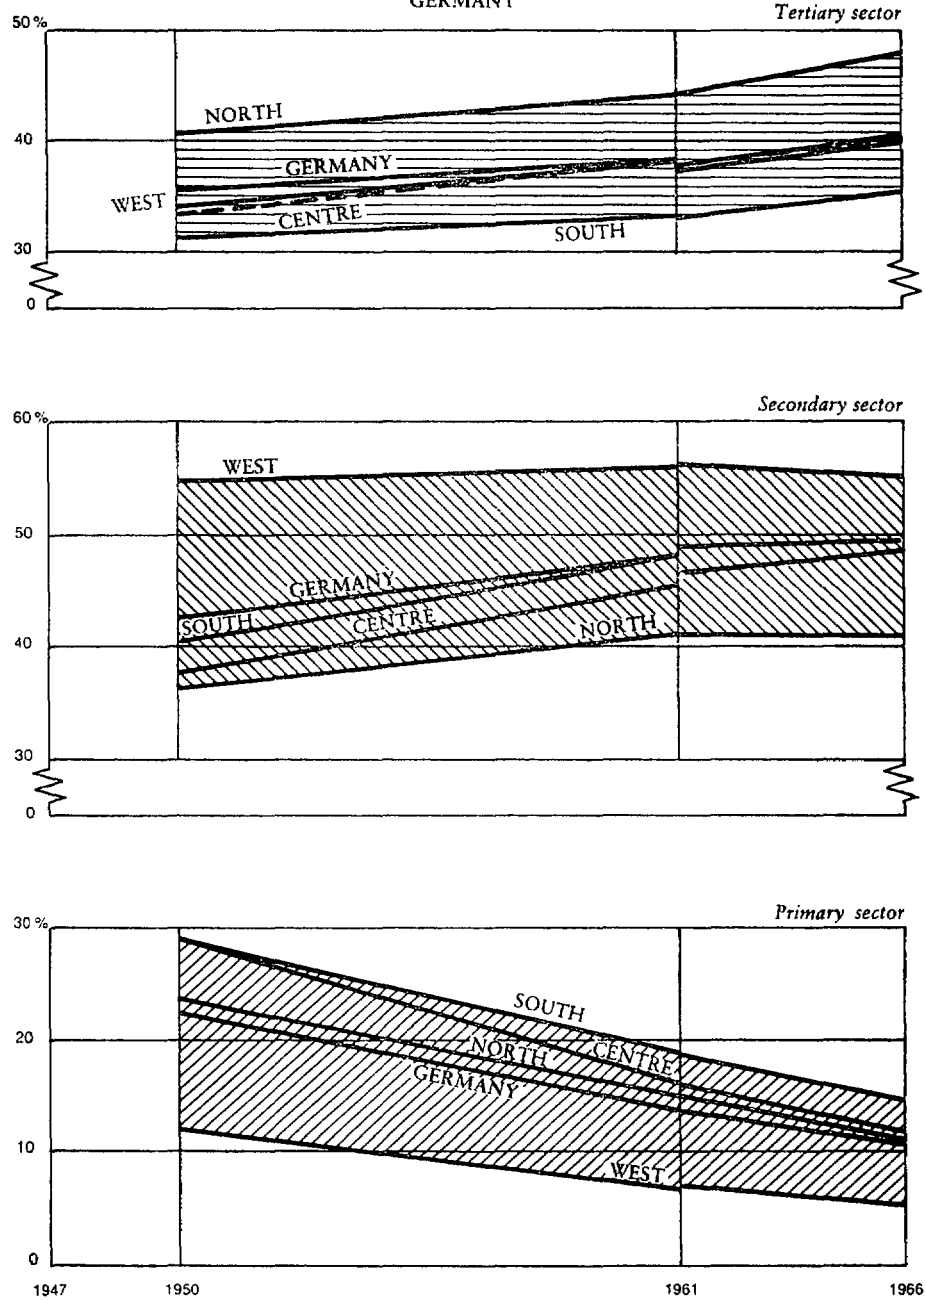 GERMANY
50 % Tertiary sector
NORTH
40
GERMANY
WEST
CENTRE
SOUTH
30
0
60 % Secondary sector
WEST
50
GERMANY
SOUTH
CENTRE
NORTH
40
30
0
30 % Primary sector
SOUTH
20
NORTH CENTRE
GERMANY
10
WEST
0
1947 1950 1961 1966